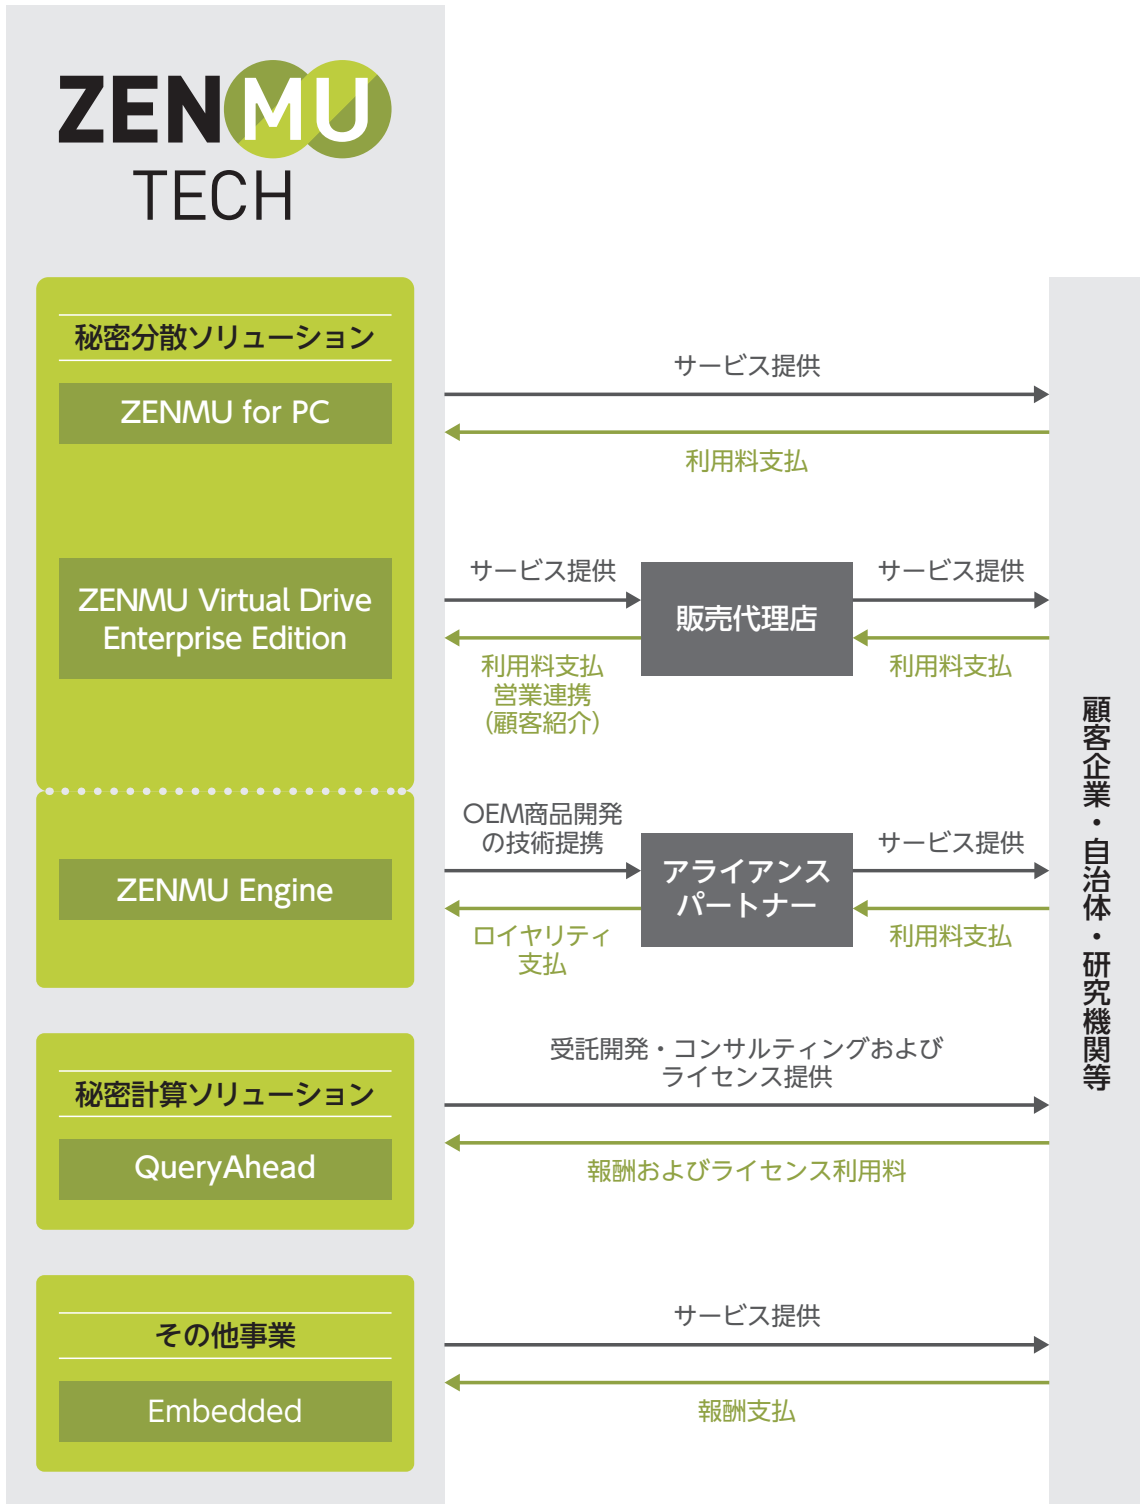 ZENMU
TECH
秘密分散ソリューション
ZENMU for PC
サービス提供
利用料支払
ZENMU Virtual Drive
Enterprise Edition
サービス提供
利用料支払
営業連携
（顧客紹介）
販売代理店
サービス提供
利用料支払
ZENMU Engine
OEM商品開発
の技術提携
ロイヤリティ
支払
アライアンス
パートナー
サービス提供
利用料支払
秘密計算ソリューション
QueryAhead
受託開発・コンサルティングおよび
ライセンス提供
報酬およびライセンス利用料
その他事業
Embedded
サービス提供
報酬支払
顧客企業・自治体・研究機関等